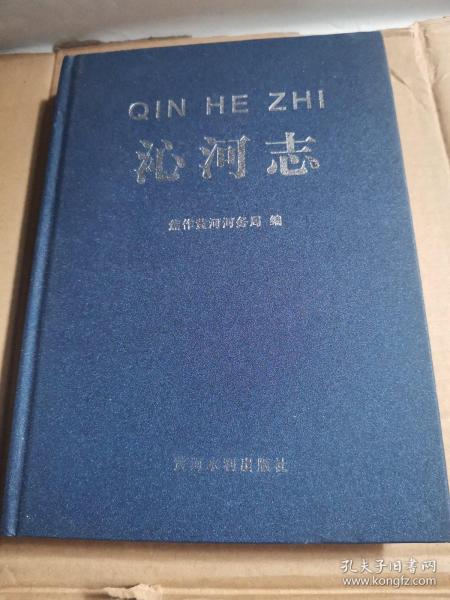 QIN HE ZHI
沁河志
焦作黄河河务局 编
黄河水利出版社
孔夫子旧书网
www.kongfz.com